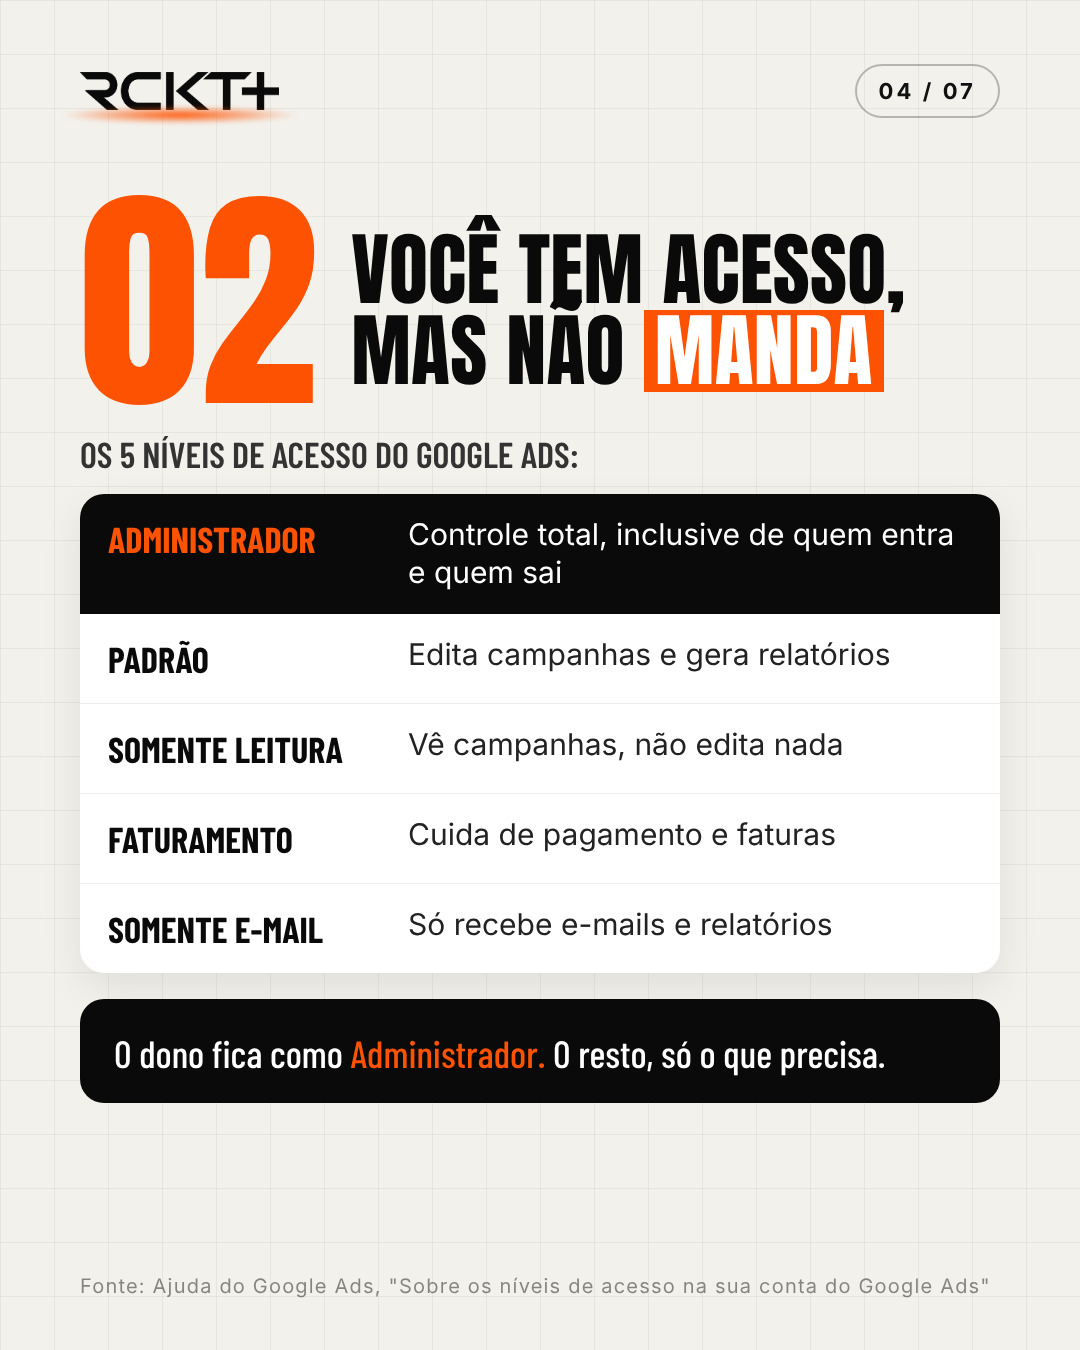 RCKT+
04 / 07
02
VOCÊ TEM ACESSO,
MAS NÃO MANDA
OS 5 NÍVEIS DE ACESSO DO GOOGLE ADS:
ADMINISTRADOR
Controle total, inclusive de quem entra
e quem sai
PADRÃO
Edita campanhas e gera relatórios
SOMENTE LEITURA
Vê campanhas, não edita nada
FATURAMENTO
Cuida de pagamento e faturas
SOMENTE E-MAIL
Só recebe e-mails e relatórios
O dono fica como Administrador. O resto, só o que precisa.
Fonte: Ajuda do Google Ads, "Sobre os níveis de acesso na sua conta do Google Ads"